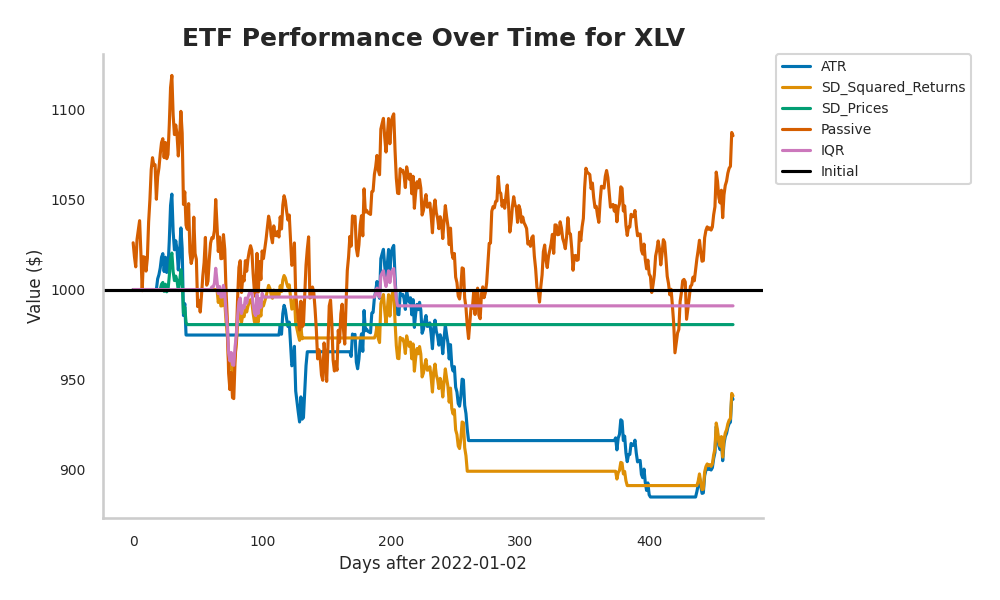 ETF Performance Over Time for XLV
ATR
SD_Squared_Returns
SD_Prices
Passive
IQR
Initial
Value ($)
1100
1050
1000
950
900
0 100 200 300 400
Days after 2022-01-02